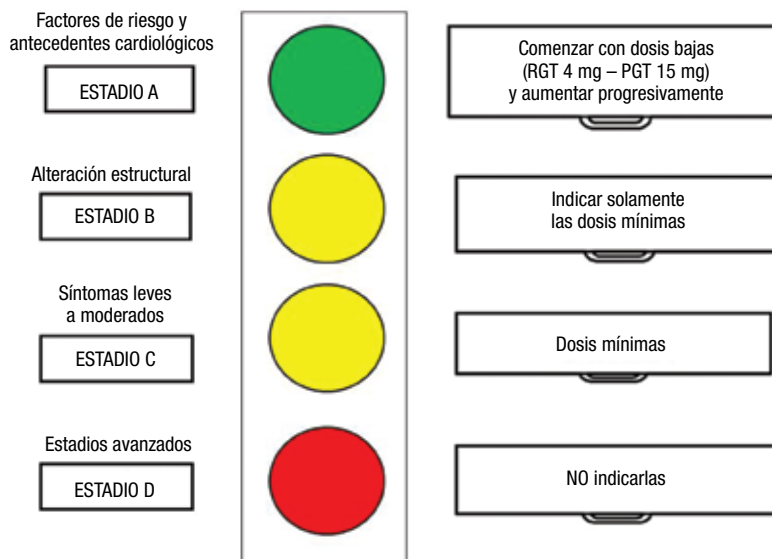 Factores de riesgo y
antecedentes cardiológicos
ESTADIO A
Comenzar con dosis bajas
(RGT 4 mg – PGT 15 mg)
y aumentar progresivamente
Alteración estructural
ESTADIO B
Indicar solamente
las dosis mínimas
Síntomas leves
a moderados
ESTADIO C
Dosis mínimas
Estadios avanzados
ESTADIO D
NO indicarlas